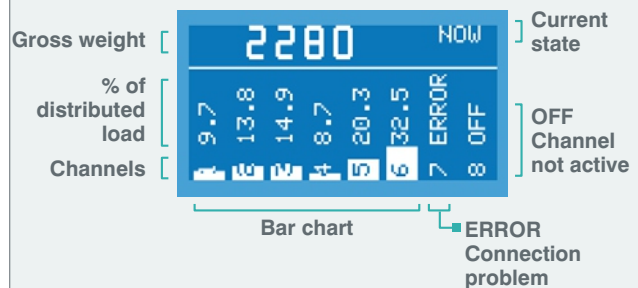 Gross weight
2280
NOW
Current
state
% of
distributed
load
9.7
13.8
14.9
8.7
20.3
32.5
ERROR
OFF
OFF
Channel
not active
Channels
1
4
5
6
7
8
Bar chart
ERROR
Connection
problem